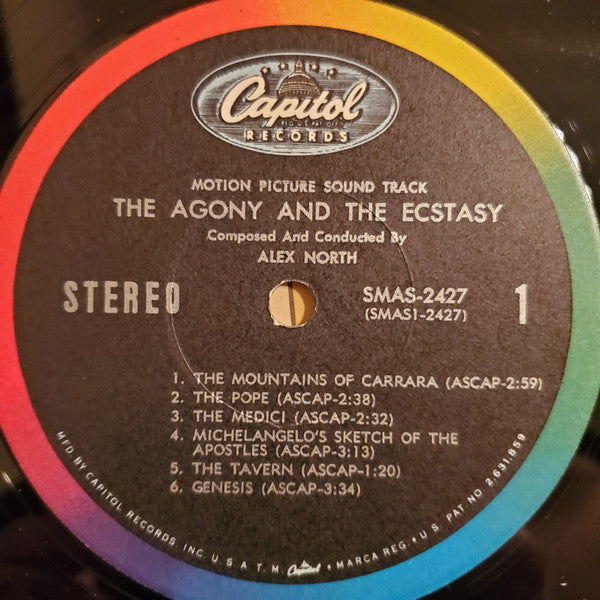 Capitol
REG. U.S. PAT. OFF.
RECORDS
MOTION PICTURE SOUND TRACK
THE AGONY AND THE ECSTASY
Composed And Conducted By
ALEX NORTH
STEREO
SMAS-2427
(SMAS1-2427)
1
1. THE MOUNTAINS OF CARRARA (ASCAP-2:59)
2. THE POPE (ASCAP-2:38)
3. THE MEDICI (ASCAP-2:32)
4. MICHELANGELO'S SKETCH OF THE
APOSTLES (ASCAP-3:13)
5. THE TAVERN (ASCAP-1:20)
6. GENESIS (ASCAP-3:34)
MFD. BY CAPITOL RECORDS, INC. U.S.A. T.M. Capitol • MARCA REG. • U.S. PAT. NO. 2,631,859